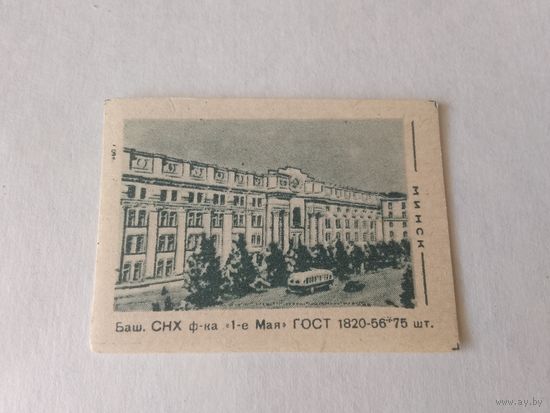 МИНСК
Баш. СНХ ф-ка «1-е Мая» ГОСТ 1820-56 75 шт.
www.ay.by